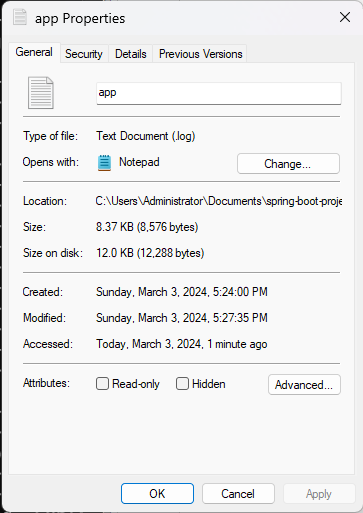 app Properties
General Security Details Previous Versions
app
Type of file: Text Document (.log)
Opens with: Notepad Change...
Location: C:\Users\Administrator\Documents\spring-boot-proje
Size: 8.37 KB (8,576 bytes)
Size on disk: 12.0 KB (12,288 bytes)
Created: Sunday, March 3, 2024, 5:24:00 PM
Modified: Sunday, March 3, 2024, 5:27:35 PM
Accessed: Today, March 3, 2024, 1 minute ago
Attributes: Read-only Hidden Advanced...
OK Cancel Apply